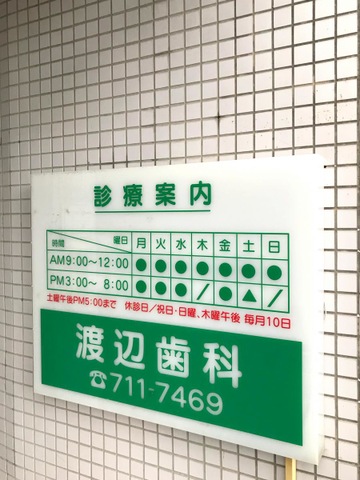 診療案内
時間 曜日 月 火 水 木 金 土 日
AM9:00〜12:00 ● ● ● ● ● ● ●
PM3:00〜 8:00 ● ● ● / ● ▲ /
土曜午後PM5:00まで 休診日/祝日・日曜、木曜午後 毎月10日
渡辺歯科
☎711-7469